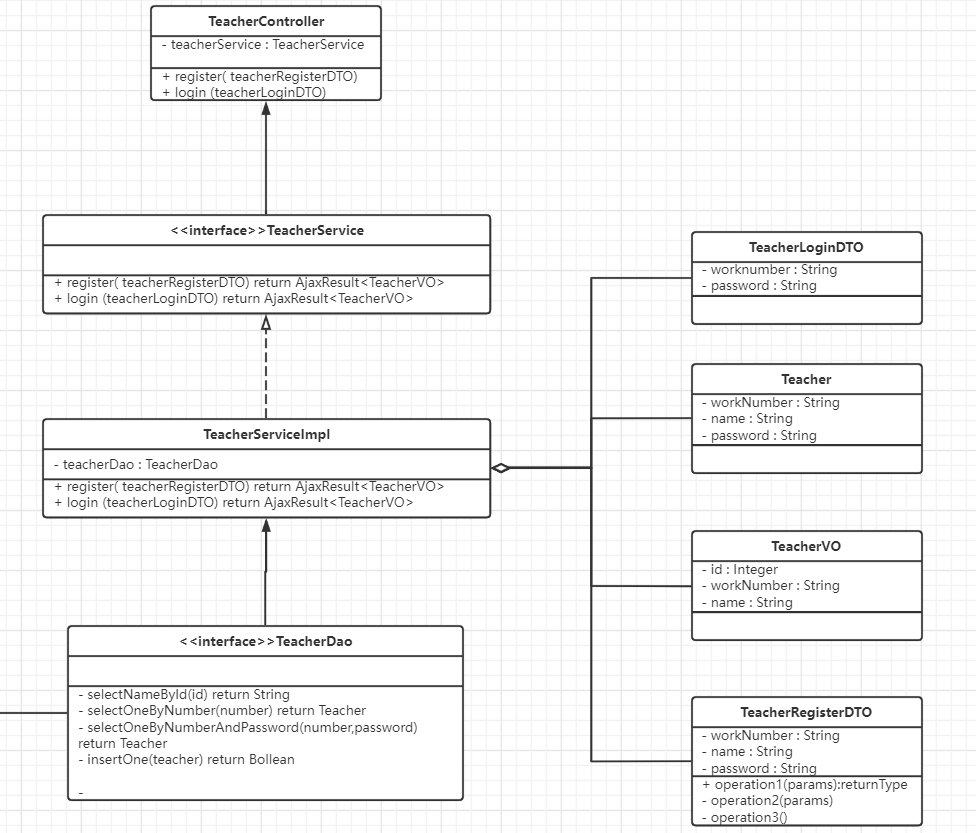 TeacherController
- teacherService : TeacherService
+ register( teacherRegisterDTO)
+ login (teacherLoginDTO)
<<interface>>TeacherService
+ register( teacherRegisterDTO) return AjaxResult<TeacherVO>
+ login (teacherLoginDTO) return AjaxResult<TeacherVO>
TeacherServiceImpl
- teacherDao : TeacherDao
+ register( teacherRegisterDTO) return AjaxResult<TeacherVO>
+ login (teacherLoginDTO) return AjaxResult<TeacherVO>
<<interface>>TeacherDao
- selectNameById(id) return String
- selectOneByNumber(number) return Teacher
- selectOneByNumberAndPassword(number,password)
return Teacher
- insertOne(teacher) return Bollean
-
TeacherLoginDTO
- worknumber : String
- password : String
Teacher
- workNumber : String
- name : String
- password : String
TeacherVO
- id : Integer
- workNumber : String
- name : String
TeacherRegisterDTO
- workNumber : String
- name : String
- password : String
+ operation1(params):returnType
- operation2(params)
- operation3()